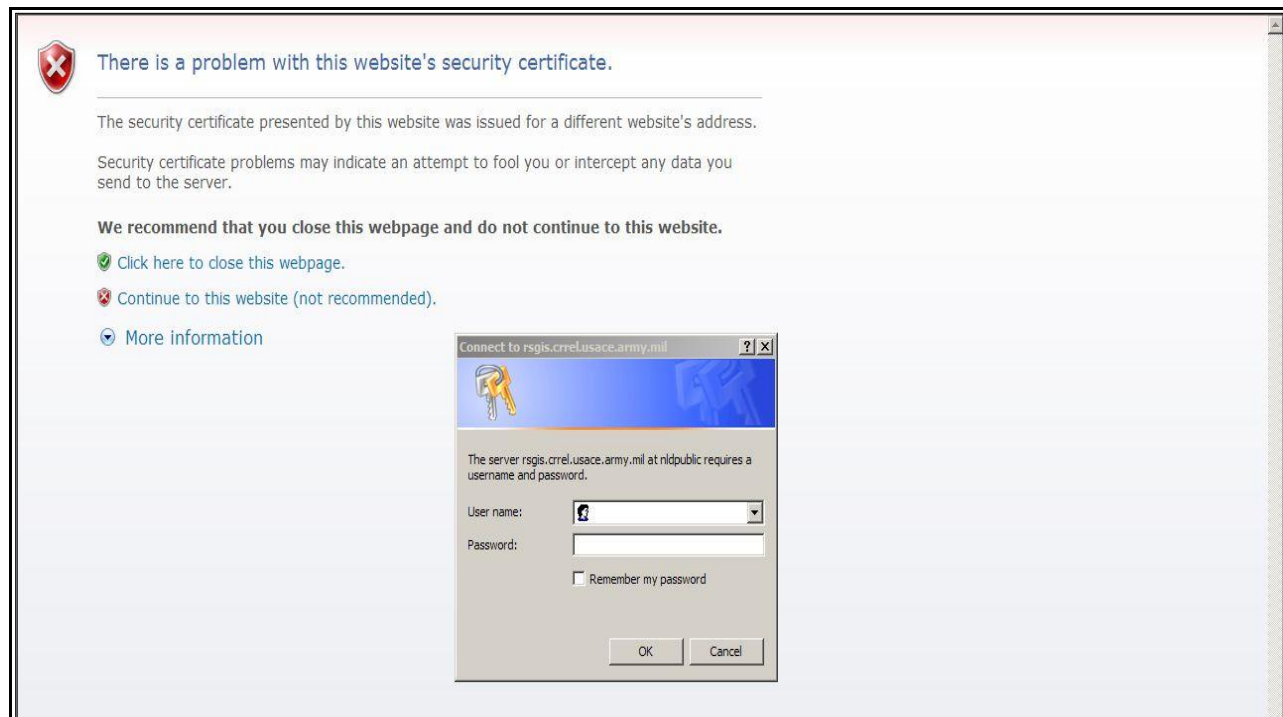 There is a problem with this website's security certificate.
The security certificate presented by this website was issued for a different website's address.
Security certificate problems may indicate an attempt to fool you or intercept any data you
send to the server.
We recommend that you close this webpage and do not continue to this website.
Click here to close this webpage.
Continue to this website (not recommended).
More information
Connect to rsgis.crrel.usace.army.mil
The server rsgis.crrel.usace.army.mil at nldpublic requires a
username and password.
User name:
Password:
Remember my password
OK
Cancel